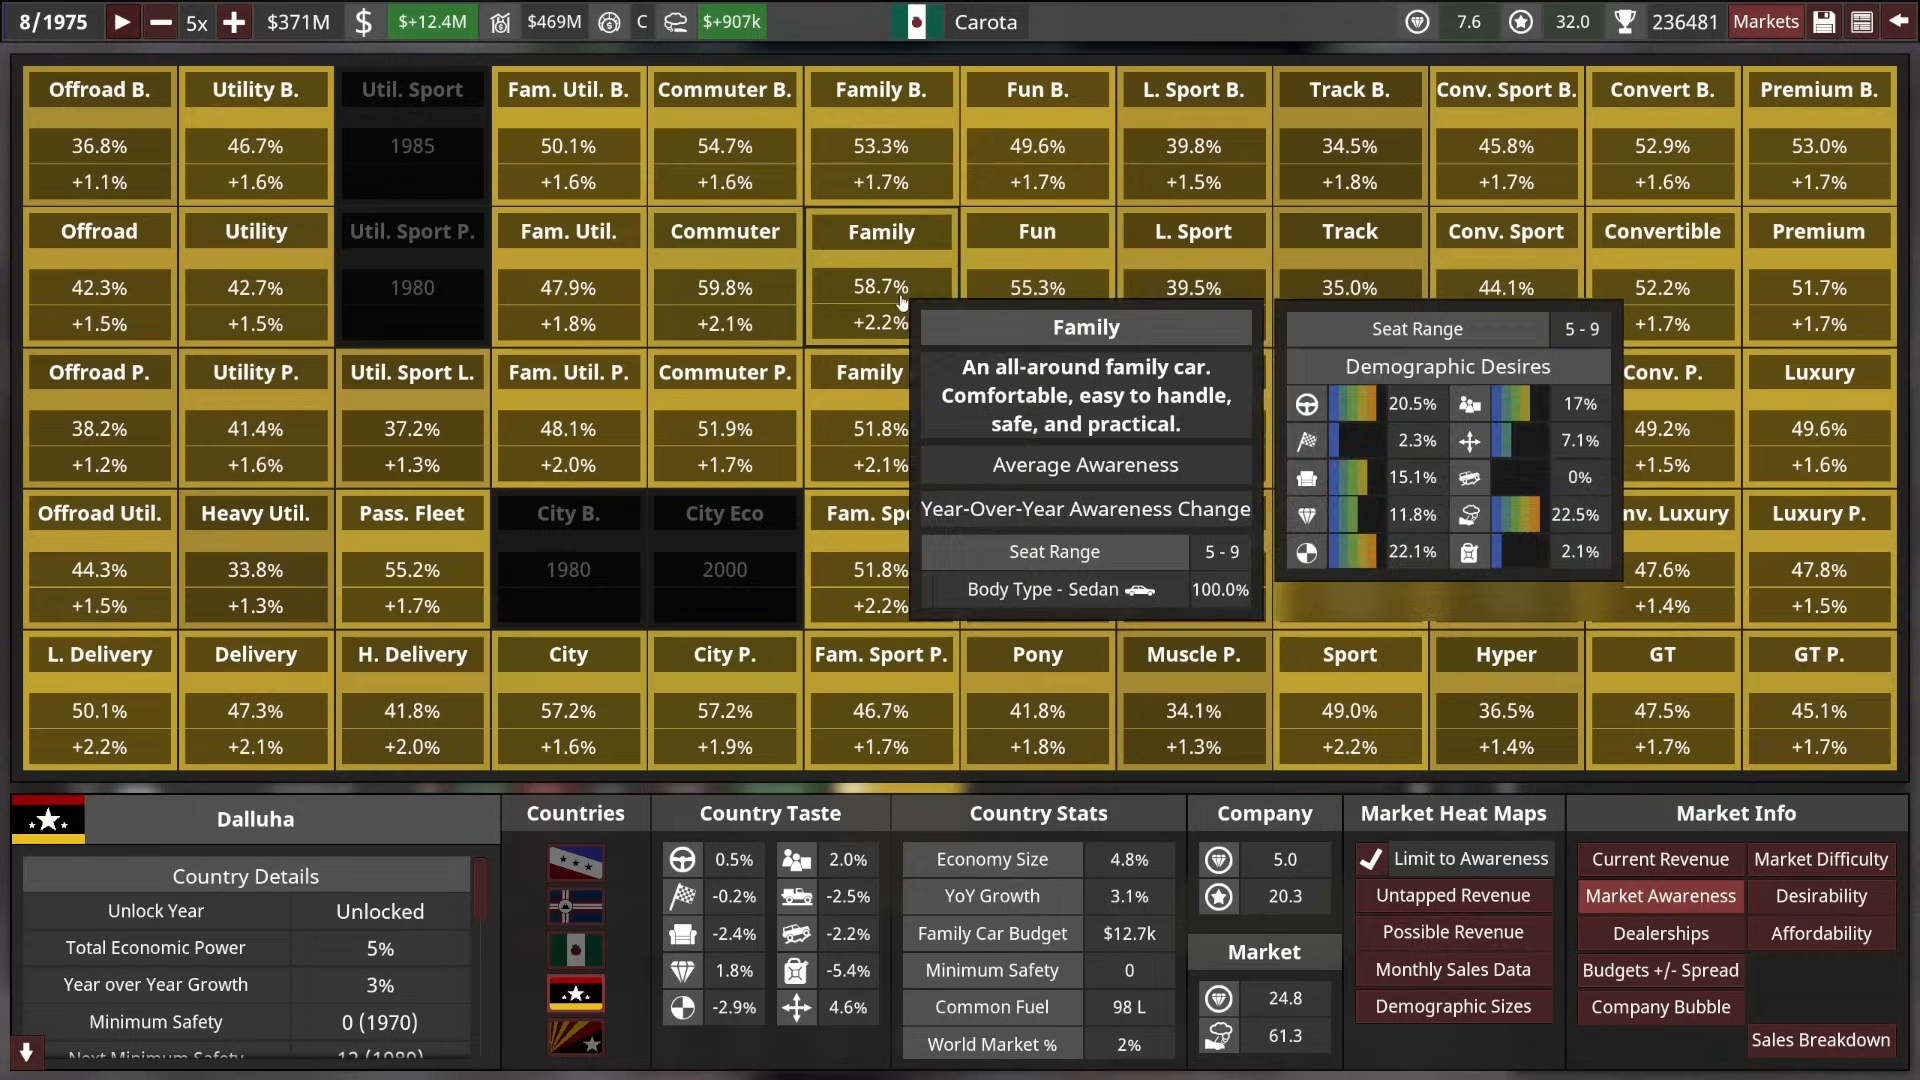 8/1975 5x $371M $ $+12.4M $469M C $+907k Carota 7.6 32.0 236481 Markets
Offroad B. Utility B. Util. Sport Fam. Util. B. Commuter B. Family B. Fun B. L. Sport B. Track B. Conv. Sport B. Convert B. Premium B.
36.8% 46.7% 1985 50.1% 54.7% 53.3% 49.6% 39.8% 34.5% 45.8% 52.9% 53.0%
+1.1% +1.6% +1.6% +1.6% +1.7% +1.7% +1.5% +1.8% +1.7% +1.6% +1.7%
Offroad Utility Util. Sport P. Fam. Util. Commuter Family Fun L. Sport Track Conv. Sport Convertible Premium
42.3% 42.7% 1980 47.9% 59.8% 58.7% 55.3% 39.5% 35.0% 44.1% 52.2% 51.7%
+1.5% +1.5% +1.8% +2.1% +2.2% +1.7% +1.7%
Offroad P. Utility P. Util. Sport L. Fam. Util. P. Commuter P. Family Conv. P. Luxury
38.2% 41.4% 37.2% 48.1% 51.9% 51.8% 49.2% 49.6%
+1.2% +1.6% +1.3% +2.0% +1.7% +2.1% +1.5% +1.6%
Offroad Util. Heavy Util. Pass. Fleet City B. City Eco Fam. Spo nv. Luxury Luxury P.
44.3% 33.8% 55.2% 1980 2000 51.8% 47.6% 47.8%
+1.5% +1.3% +1.7% +2.2% +1.4% +1.5%
L. Delivery Delivery H. Delivery City City P. Fam. Sport P. Pony Muscle P. Sport Hyper GT GT P.
50.1% 47.3% 41.8% 57.2% 57.2% 46.7% 41.8% 34.1% 49.0% 36.5% 47.5% 45.1%
+2.2% +2.1% +2.0% +1.6% +1.9% +1.7% +1.8% +1.3% +2.2% +1.4% +1.7% +1.7%
Family
An all-around family car.
Comfortable, easy to handle,
safe, and practical.
Average Awareness
Year-Over-Year Awareness Change
Seat Range 5 - 9
Body Type - Sedan 100.0%
Seat Range 5 - 9
Demographic Desires
20.5% 17%
2.3% 7.1%
15.1% 0%
11.8% 22.5%
22.1% 2.1%
Dalluha
Country Details
Unlock Year Unlocked
Total Economic Power 5%
Year over Year Growth 3%
Minimum Safety 0 (1970)
Next Minimum Safety 12 (1980)
Countries
Country Taste
0.5% 2.0%
-0.2% -2.5%
-2.4% -2.2%
1.8% -5.4%
-2.9% 4.6%
Country Stats
Economy Size 4.8%
YoY Growth 3.1%
Family Car Budget $12.7k
Minimum Safety 0
Common Fuel 98 L
World Market % 2%
Company
5.0
20.3
Market
24.8
61.3
Market Heat Maps
Limit to Awareness
Untapped Revenue
Possible Revenue
Monthly Sales Data
Demographic Sizes
Market Info
Current Revenue Market Difficulty
Market Awareness Desirability
Dealerships Affordability
Budgets +/- Spread
Company Bubble
Sales Breakdown